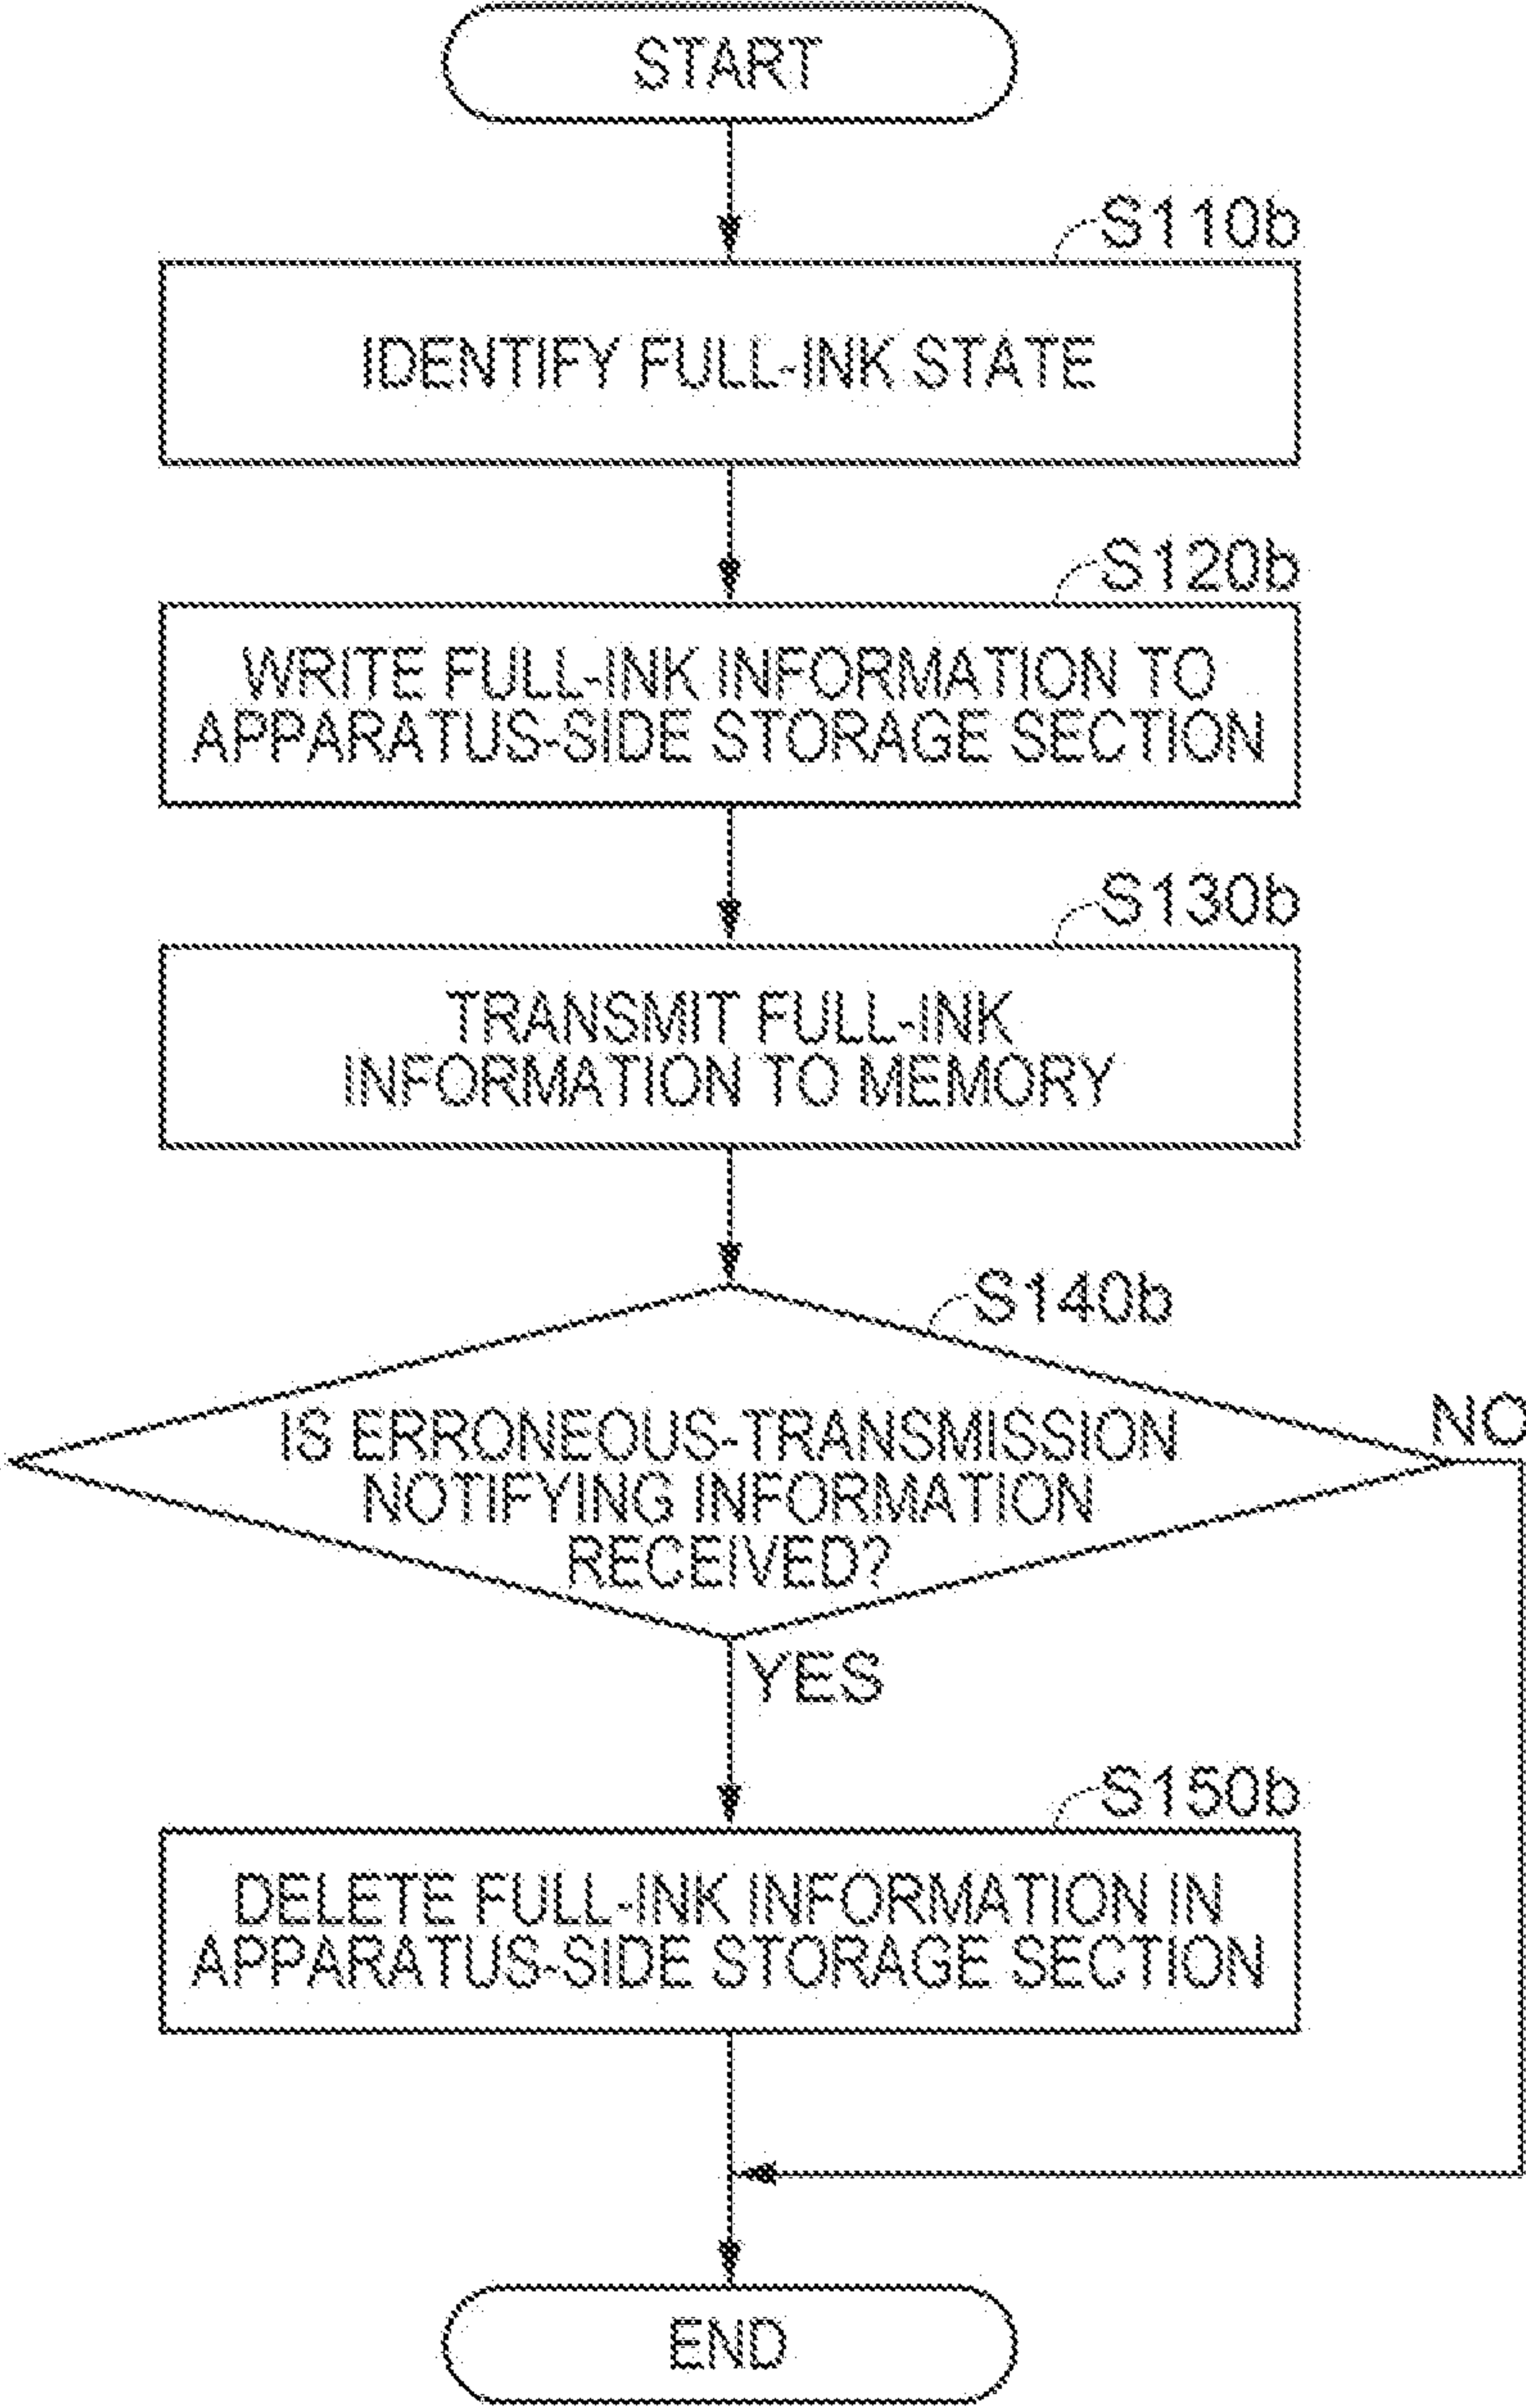 START
S110b
IDENTIFY FULL-INK STATE
S120b
WRITE FULL-INK INFORMATION TO
APPARATUS-SIDE STORAGE SECTION
S130b
TRANSMIT FULL-INK
INFORMATION TO MEMORY
S140b
IS ERRONEOUS-TRANSMISSION
NOTIFYING INFORMATION
RECEIVED?
NO
YES
S150b
DELETE FULL-INK INFORMATION IN
APPARATUS-SIDE STORAGE SECTION
END